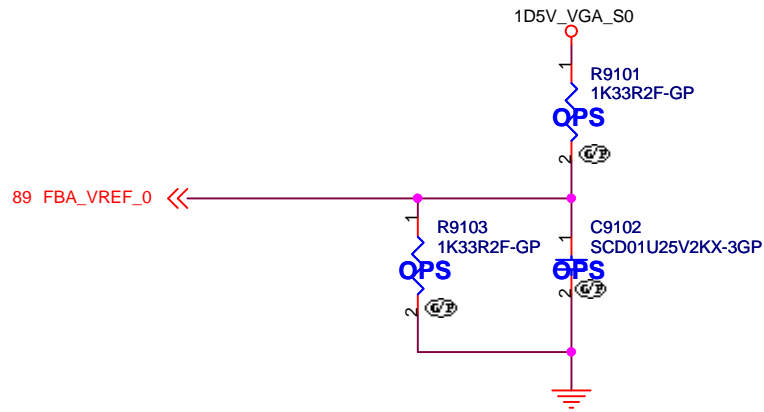 1D5V_VGA_S0
1
R9101
1K33R2F-GP
OPS
2
G/P
89 FBA_VREF_0
1
R9103
1K33R2F-GP
OPS
2
G/P
1
C9102
SCD01U25V2KX-3GP
OPS
2
G/P